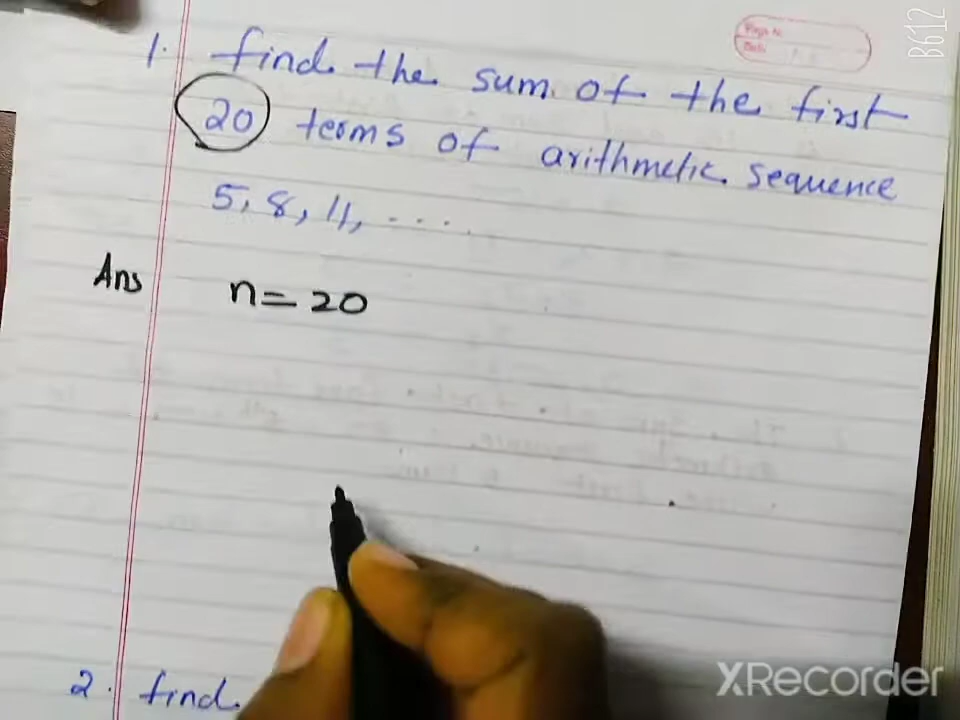 1. find the sum of the first
20 terms of arithmetic sequence
5, 8, 11, .....
Ans n = 20
2. find
XRecorder
B612